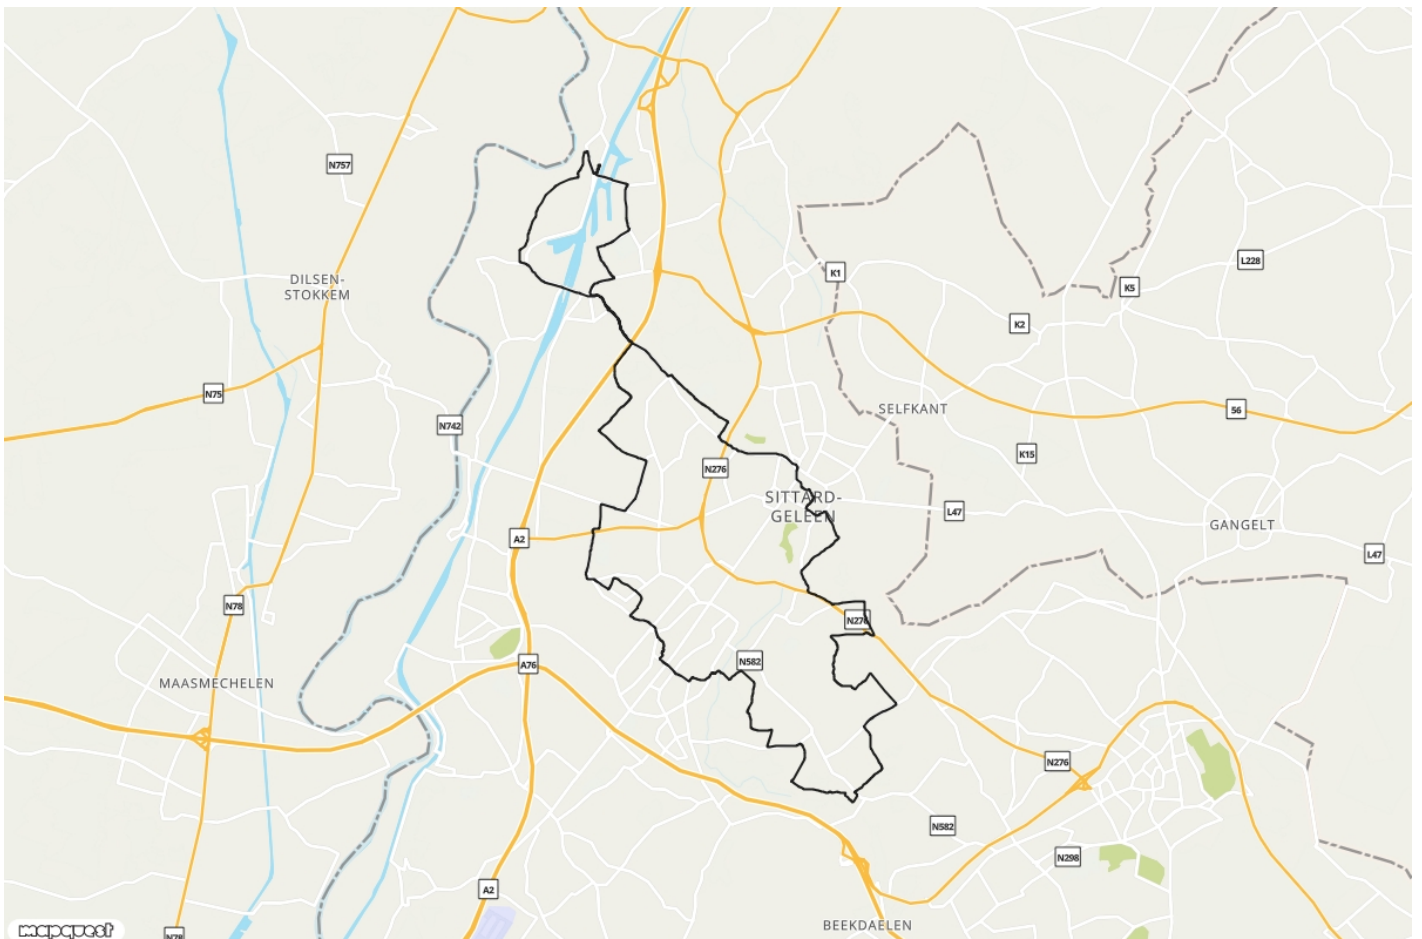 N757
K1
L228
K5
DILSEN-
STOKKEM
K2
N75
SELFKANT
56
N742
K15
N276
SITTARD-
GELEEN
L47
GANGELT
A2
L47
N78
N276
N582
A76
MAASMECHELEN
N276
N582
N298
A2
BEEKDAELEN
mapquest
N78